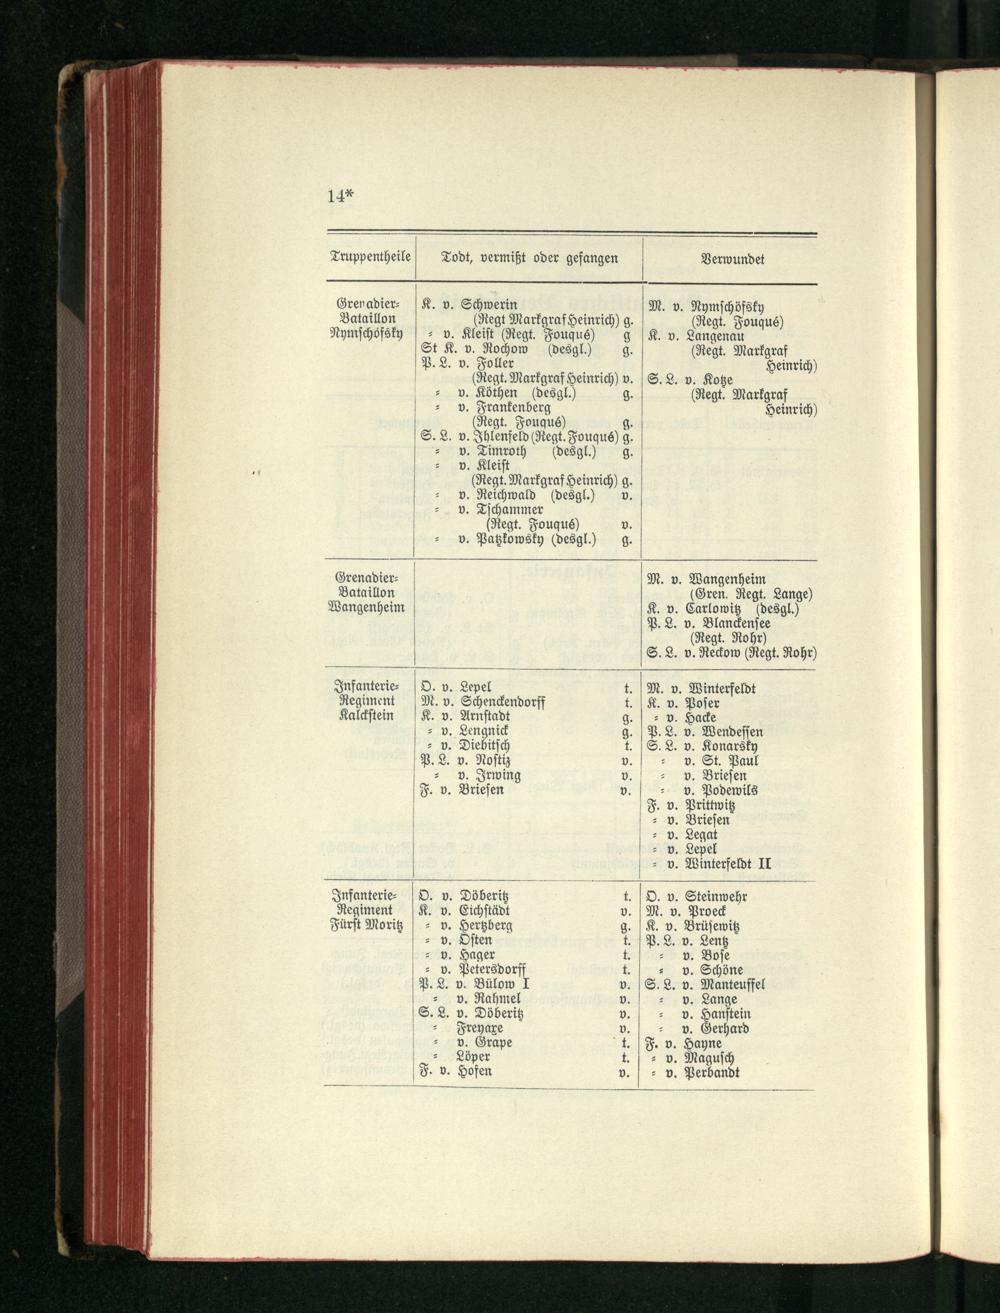 14*
Truppentheile Todt, vermißt oder gefangen Verwundet
Grenadier-
Bataillon
Nymschöfsky
K. v. Schwerin
(Regt Markgraf Heinrich) g.
- v. Kleist (Regt. Fouqué) g
St K. v. Rochow (desgl.) g.
P. L. v. Foller
(Regt. Markgraf Heinrich) v.
- v. Köthen (desgl.) g.
- v. Frankenberg
(Regt. Fouqué) g.
S. L. v. Ihlenfeld (Regt. Fouqué) g.
- v. Timroth (desgl.) g.
- v. Kleist
(Regt. Markgraf Heinrich) g.
- v. Reichwald (desgl.) v.
- v. Tschammer
(Regt. Fouqué) v.
- v. Patzkowsky (desgl.) g.
M. v. Nymschöfsky
(Regt. Fouqué)
K. v. Langenau
(Regt. Markgraf
Heinrich)
S. L. v. Kotze
(Regt. Markgraf
Heinrich)
Grenadier-
Bataillon
Wangenheim
M. v. Wangenheim
(Gren. Regt. Lange)
K. v. Carlowitz (desgl.)
P. L. v. Blanckensee
(Regt. Rohr)
S. L. v. Reckow (Regt. Rohr)
Infanterie-
Regiment
Kalckstein
O. v. Lepel t.
M. v. Schenckendorff t.
K. v. Arnstadt g.
- v. Lengnick g.
- v. Diebitsch t.
P. L. v. Nostiz v.
- v. Irwing v.
F. v. Briesen v.
M. v. Winterfeldt
K. v. Poser
- v. Hacke
P. L. v. Wendessen
S. L. v. Konarsky
- v. St. Paul
- v. Briesen
- v. Podewils
F. v. Prittwitz
- v. Briesen
- v. Legat
- v. Lepel
- v. Winterfeldt II
Infanterie-
Regiment
Fürst Moritz
O. v. Döberitz t.
K. v. Eichstädt v.
- v. Hertzberg g.
- v. Osten t.
- v. Hager t.
- v. Petersdorff t.
P. L. v. Bülow I v.
- v. Rahmel v.
S. L. v. Döberitz v.
- Freyaxe v.
- v. Grape t.
- Löper t.
F. v. Hosen v.
O. v. Steinwehr
M. v. Proeck
K. v. Brüsewitz
P. L. v. Lentz
- v. Bose
- v. Schöne
S. L. v. Manteuffel
- v. Lange
- v. Hanstein
- v. Gerhard
F. v. Hayne
- v. Magusch
- v. Perbandt